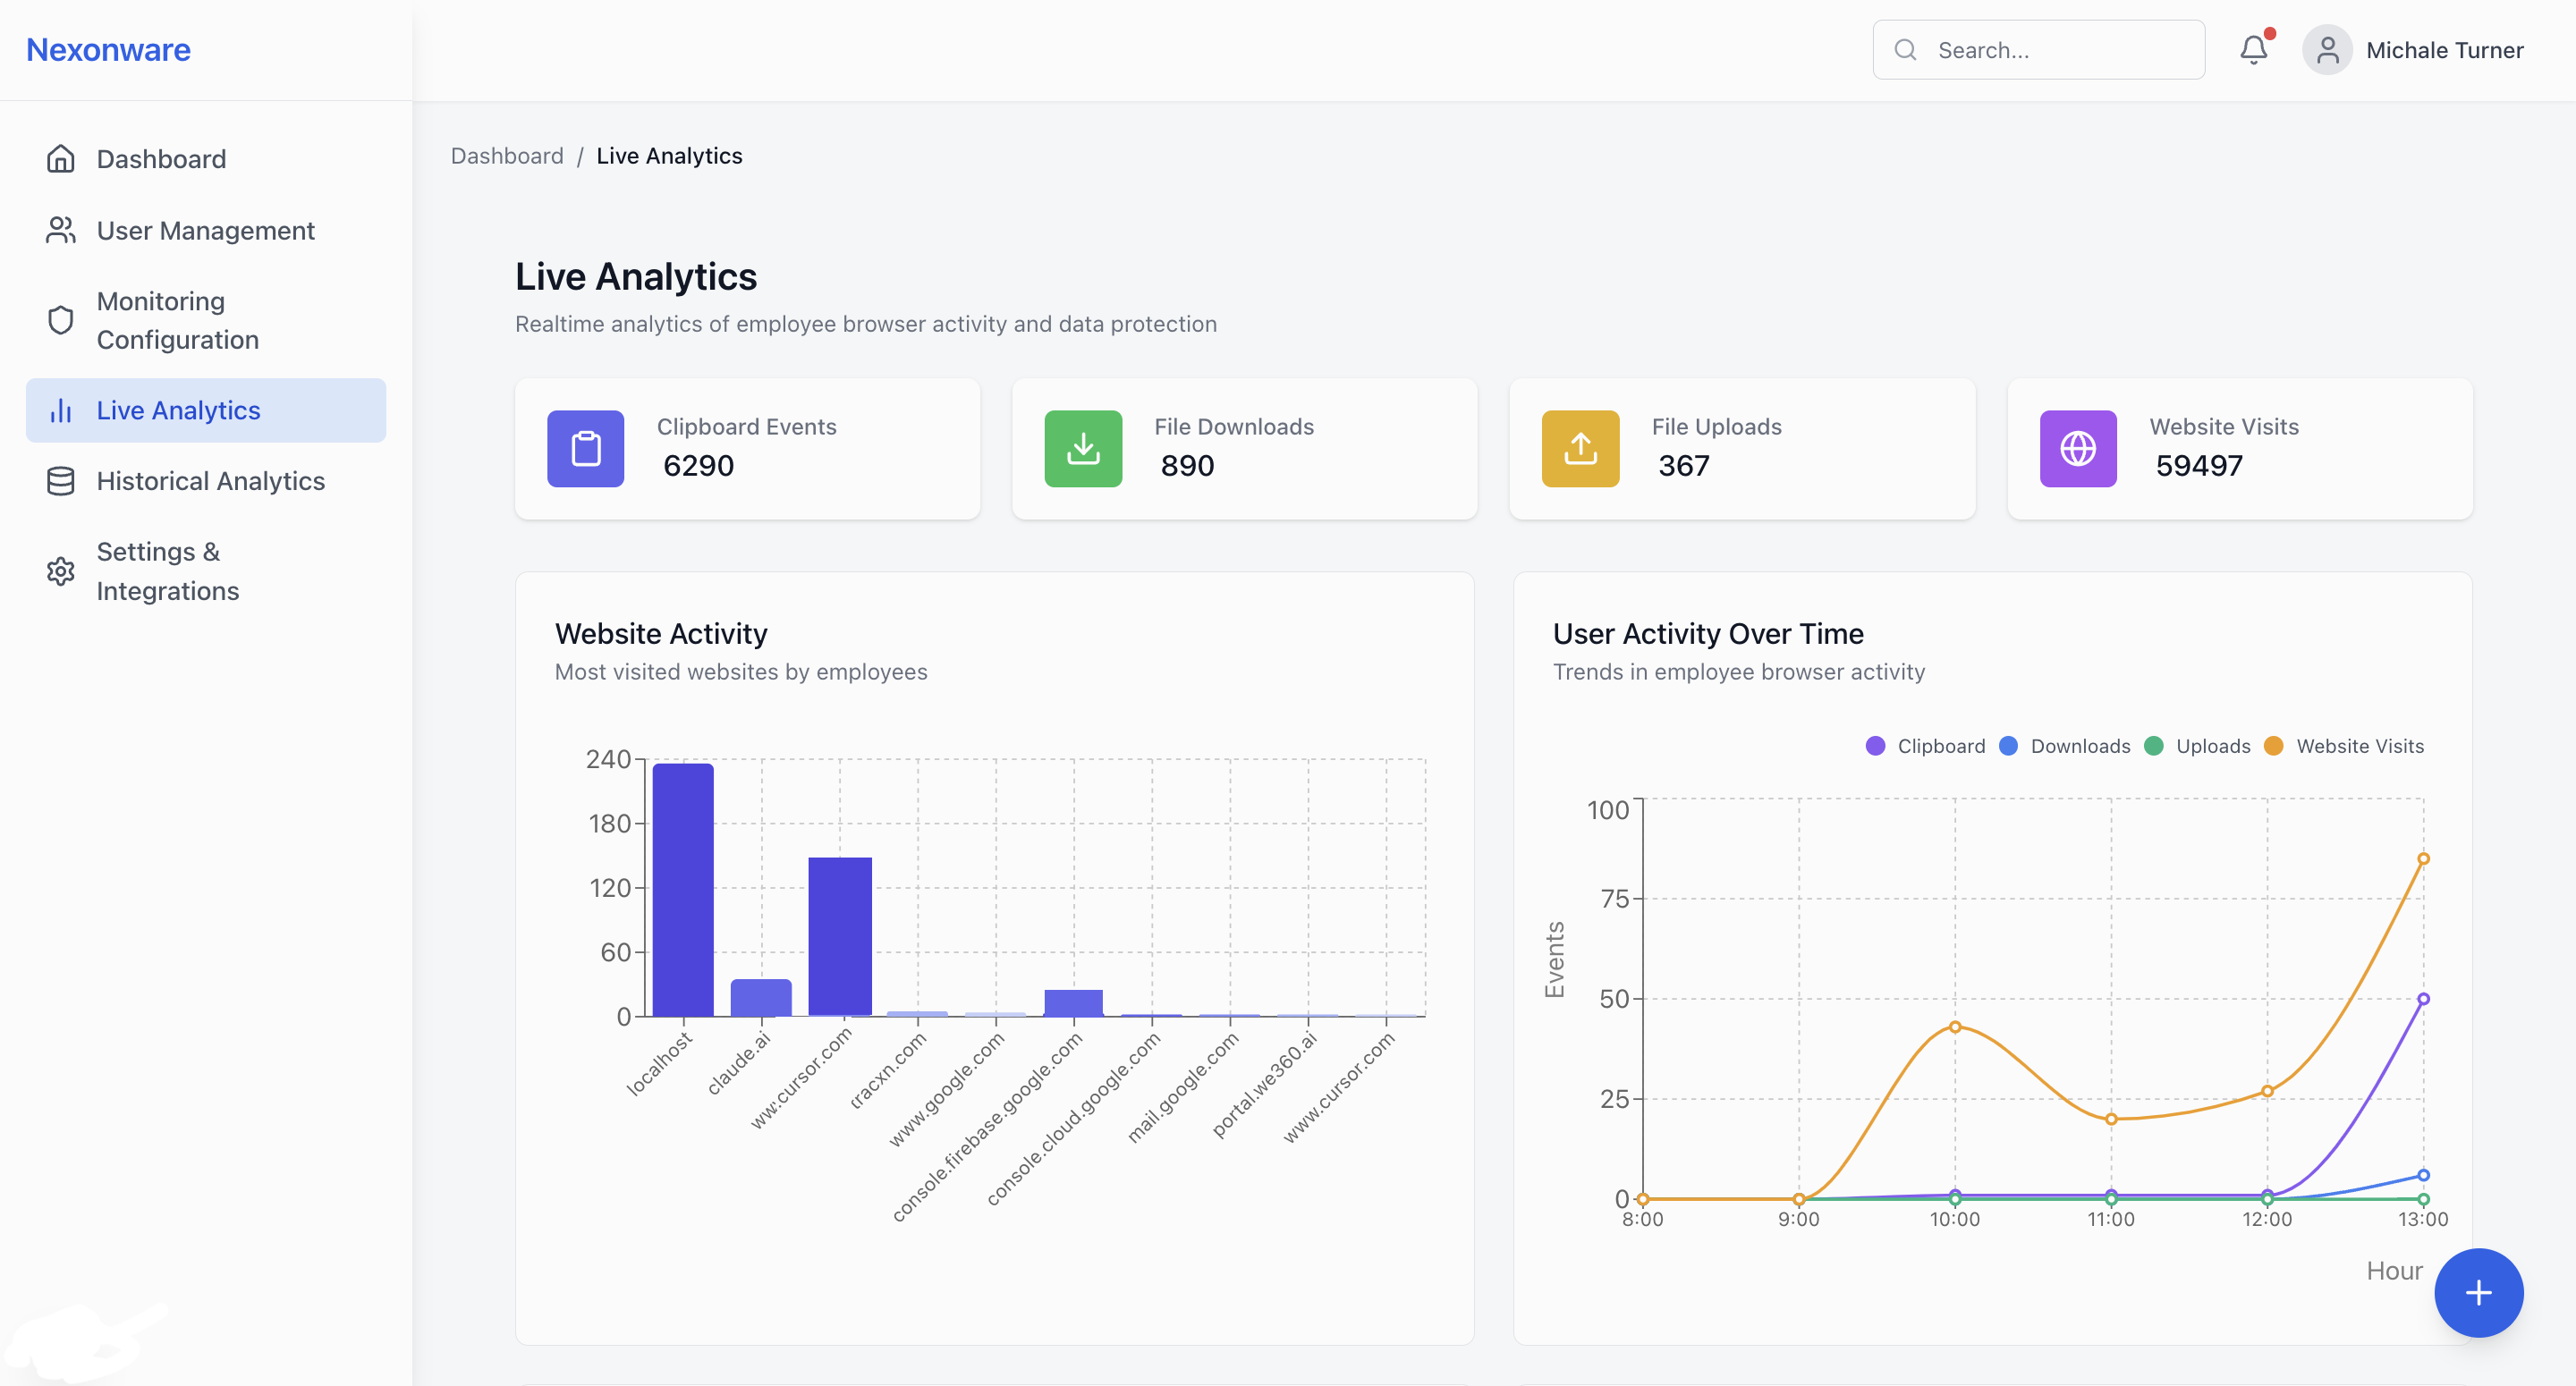 Nexonware
Search...
Michale Turner
Dashboard
User Management
Monitoring
Configuration
Live Analytics
Historical Analytics
Settings &
Integrations
Dashboard / Live Analytics
Live Analytics
Realtime analytics of employee browser activity and data protection
Clipboard Events
6290
File Downloads
890
File Uploads
367
Website Visits
59497
Website Activity
Most visited websites by employees
240
180
120
60
0
localhost
claude.ai
cursor.com
tracxn.com
www.google.com
console.firebase.google.com
console.cloud.google.com
mail.google.com
portal.we360.ai
www.cursor.com
User Activity Over Time
Trends in employee browser activity
Clipboard Downloads Uploads Website Visits
100
75
50
25
0
Events
8:00 9:00 10:00 11:00 12:00 13:00
Hour